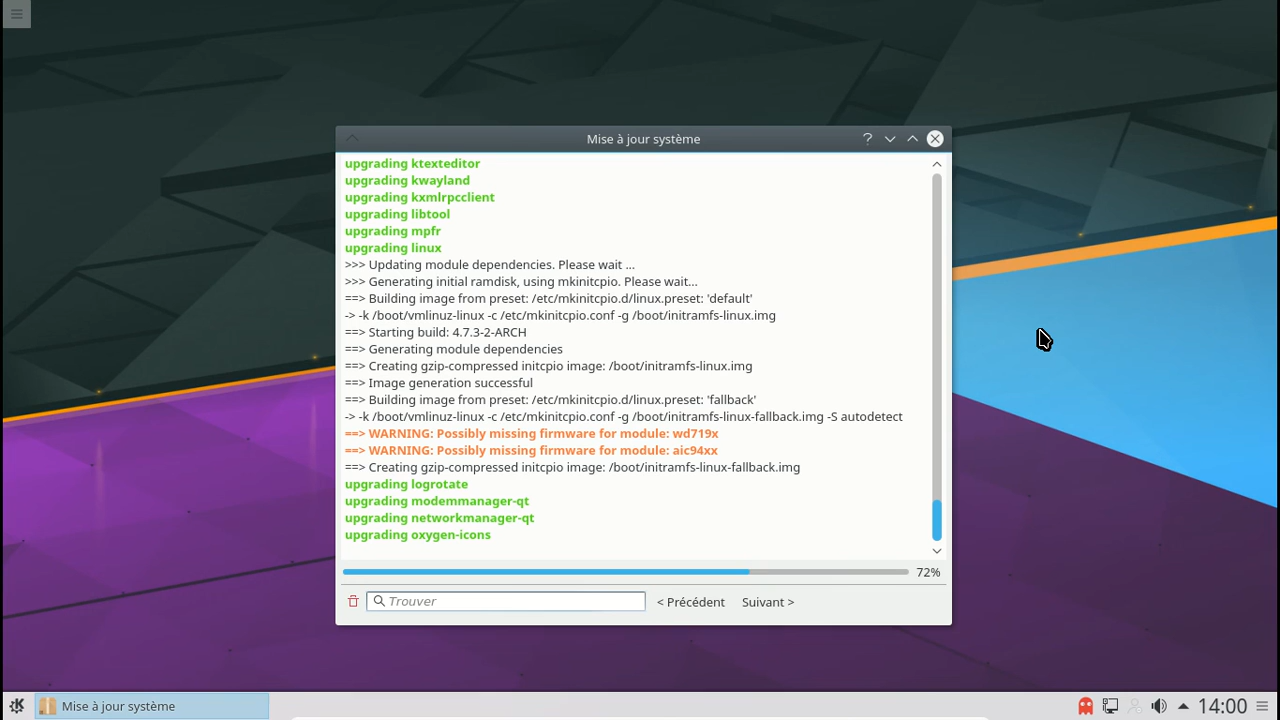 Mise à jour système
upgrading ktexteditor
upgrading kwayland
upgrading kxmlrpcclient
upgrading libtool
upgrading mpfr
upgrading linux
>>> Updating module dependencies. Please wait ...
>>> Generating initial ramdisk, using mkinitcpio. Please wait...
==> Building image from preset: /etc/mkinitcpio.d/linux.preset: 'default'
-> -k /boot/vmlinuz-linux -c /etc/mkinitcpio.conf -g /boot/initramfs-linux.img
==> Starting build: 4.7.3-2-ARCH
==> Generating module dependencies
==> Creating gzip-compressed initcpio image: /boot/initramfs-linux.img
==> Image generation successful
==> Building image from preset: /etc/mkinitcpio.d/linux.preset: 'fallback'
-> -k /boot/vmlinuz-linux -c /etc/mkinitcpio.conf -g /boot/initramfs-linux-fallback.img -S autodetect
==> WARNING: Possibly missing firmware for module: wd719x
==> WARNING: Possibly missing firmware for module: aic94xx
==> Creating gzip-compressed initcpio image: /boot/initramfs-linux-fallback.img
upgrading logrotate
upgrading modemmanager-qt
upgrading networkmanager-qt
upgrading oxygen-icons
72%
Trouver
< Précédent
Suivant >
Mise à jour système
14:00